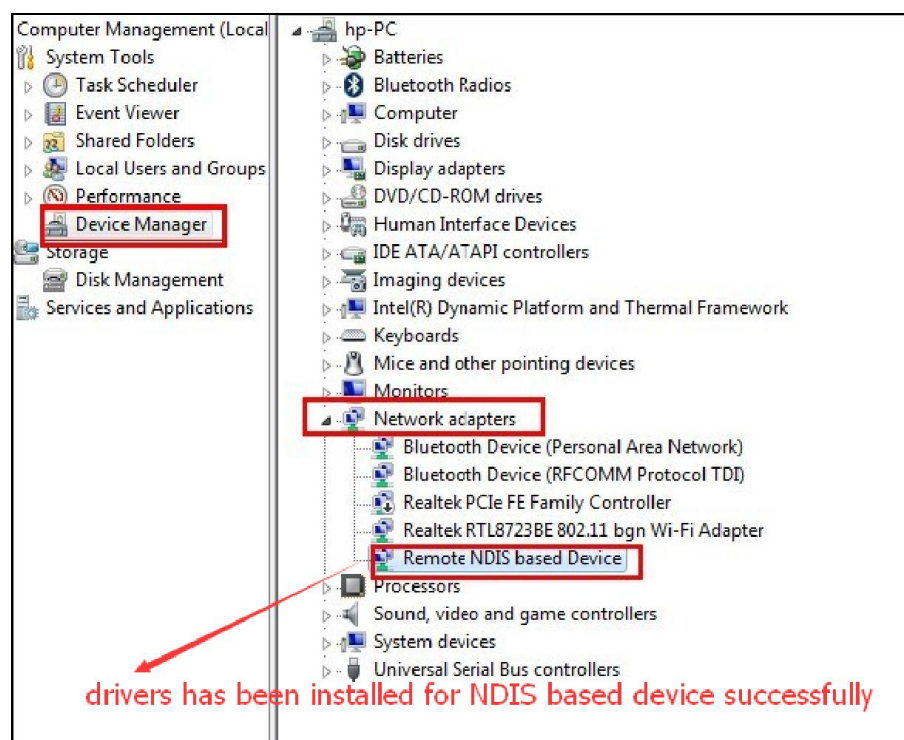 Computer Management (Local
System Tools
Task Scheduler
Event Viewer
Shared Folders
Local Users and Groups
Performance
Device Manager
Storage
Disk Management
Services and Applications
hp-PC
Batteries
Bluetooth Radios
Computer
Disk drives
Display adapters
DVD/CD-ROM drives
Human Interface Devices
IDE ATA/ATAPI controllers
Imaging devices
Intel(R) Dynamic Platform and Thermal Framework
Keyboards
Mice and other pointing devices
Monitors
Network adapters
Bluetooth Device (Personal Area Network)
Bluetooth Device (RFCOMM Protocol TDI)
Realtek PCIe FE Family Controller
Realtek RTL8723BE 802.11 bgn Wi-Fi Adapter
Remote NDIS based Device
Processors
Sound, video and game controllers
System devices
Universal Serial Bus controllers
drivers has been installed for NDIS based device successfully